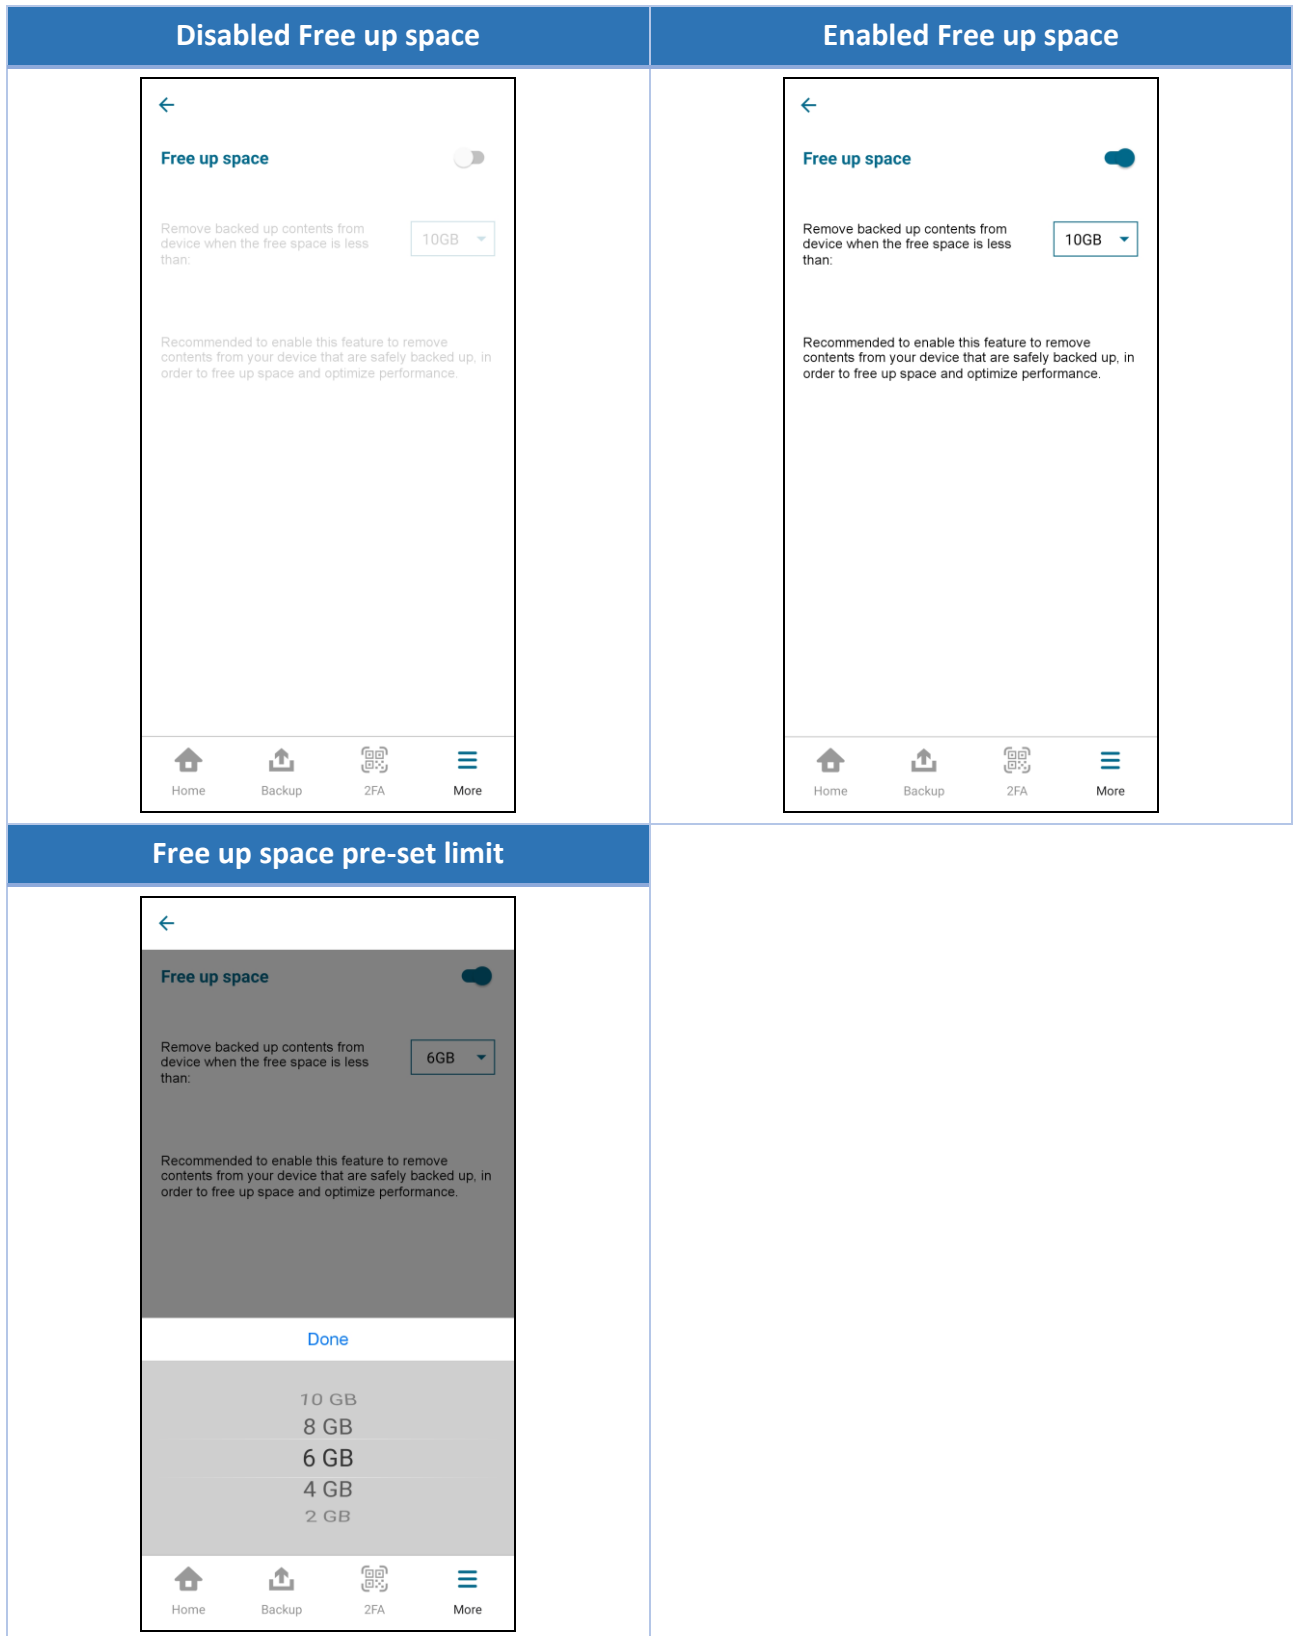 Disabled Free up space
Enabled Free up space
Free up space
Remove backed up contents from
device when the free space is less
than:
10GB
Recommended to enable this feature to remove
contents from your device that are safely backed up, in
order to free up space and optimize performance.
Home
Backup
2FA
More
Free up space
Remove backed up contents from
device when the free space is less
than:
10GB
Recommended to enable this feature to remove
contents from your device that are safely backed up, in
order to free up space and optimize performance.
Home
Backup
2FA
More
Free up space pre-set limit
Free up space
Remove backed up contents from
device when the free space is less
than:
6GB
Recommended to enable this feature to remove
contents from your device that are safely backed up, in
order to free up space and optimize performance.
Done
10 GB
8 GB
6 GB
4 GB
2 GB
Home
Backup
2FA
More